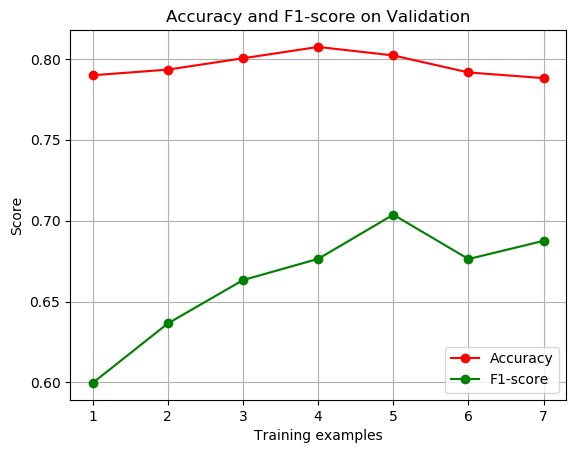 Accuracy and F1-score on Validation
Score
0.80
0.75
0.70
0.65
0.60
Accuracy
F1-score
1 2 3 4 5 6 7
Training examples